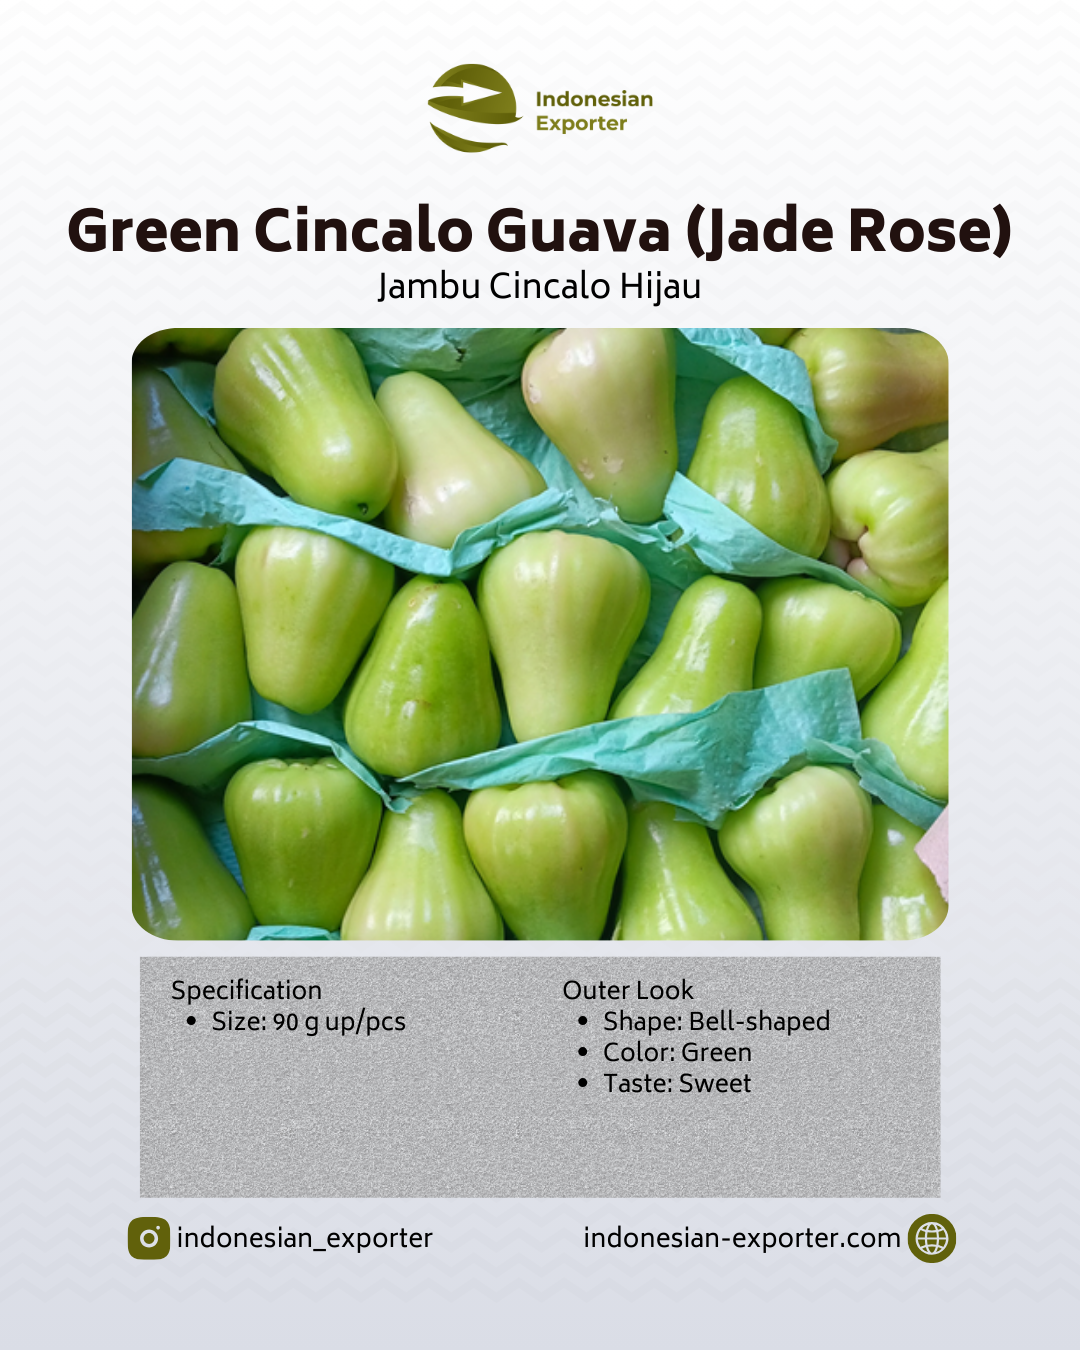 Indonesian
Exporter
Green Cincalo Guava (Jade Rose)
Jambu Cincalo Hijau
Specification
• Size: 90 g up/pcs
Outer Look
• Shape: Bell-shaped
• Color: Green
• Taste: Sweet
indonesian_exporter
indonesian-exporter.com